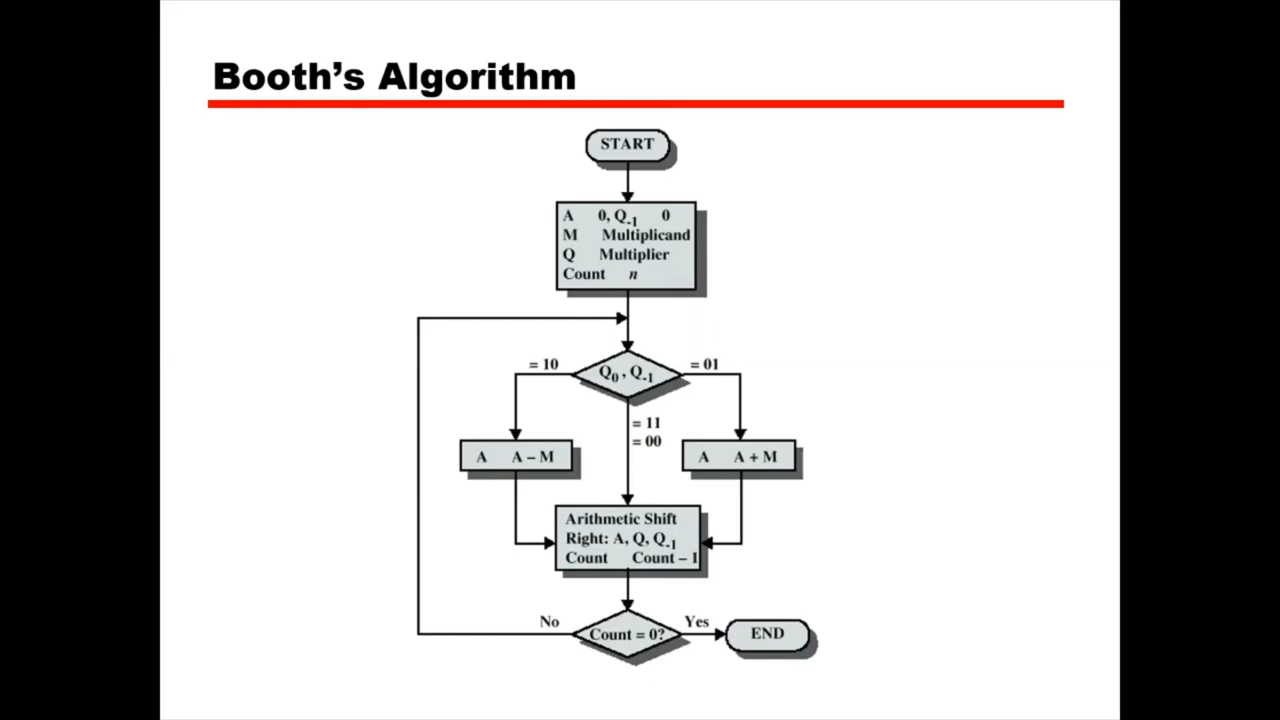 Booth's Algorithm
START
A 0, Q-1 0
M Multiplicand
Q Multiplier
Count n
= 10
Q0 , Q-1
= 01
= 11
= 00
A A – M
A A + M
Arithmetic Shift
Right: A, Q, Q-1
Count Count – 1
No
Count = 0?
Yes
END